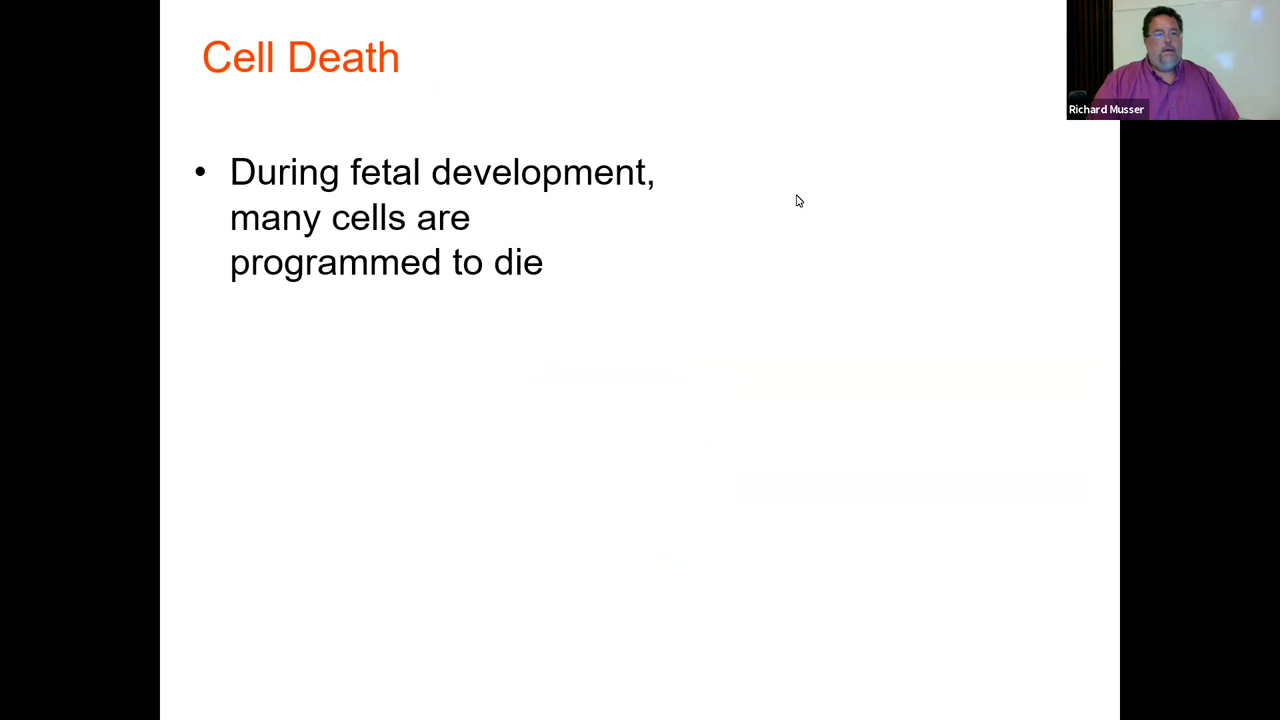 Cell Death
Richard Musser
• During fetal development,
many cells are
programmed to die